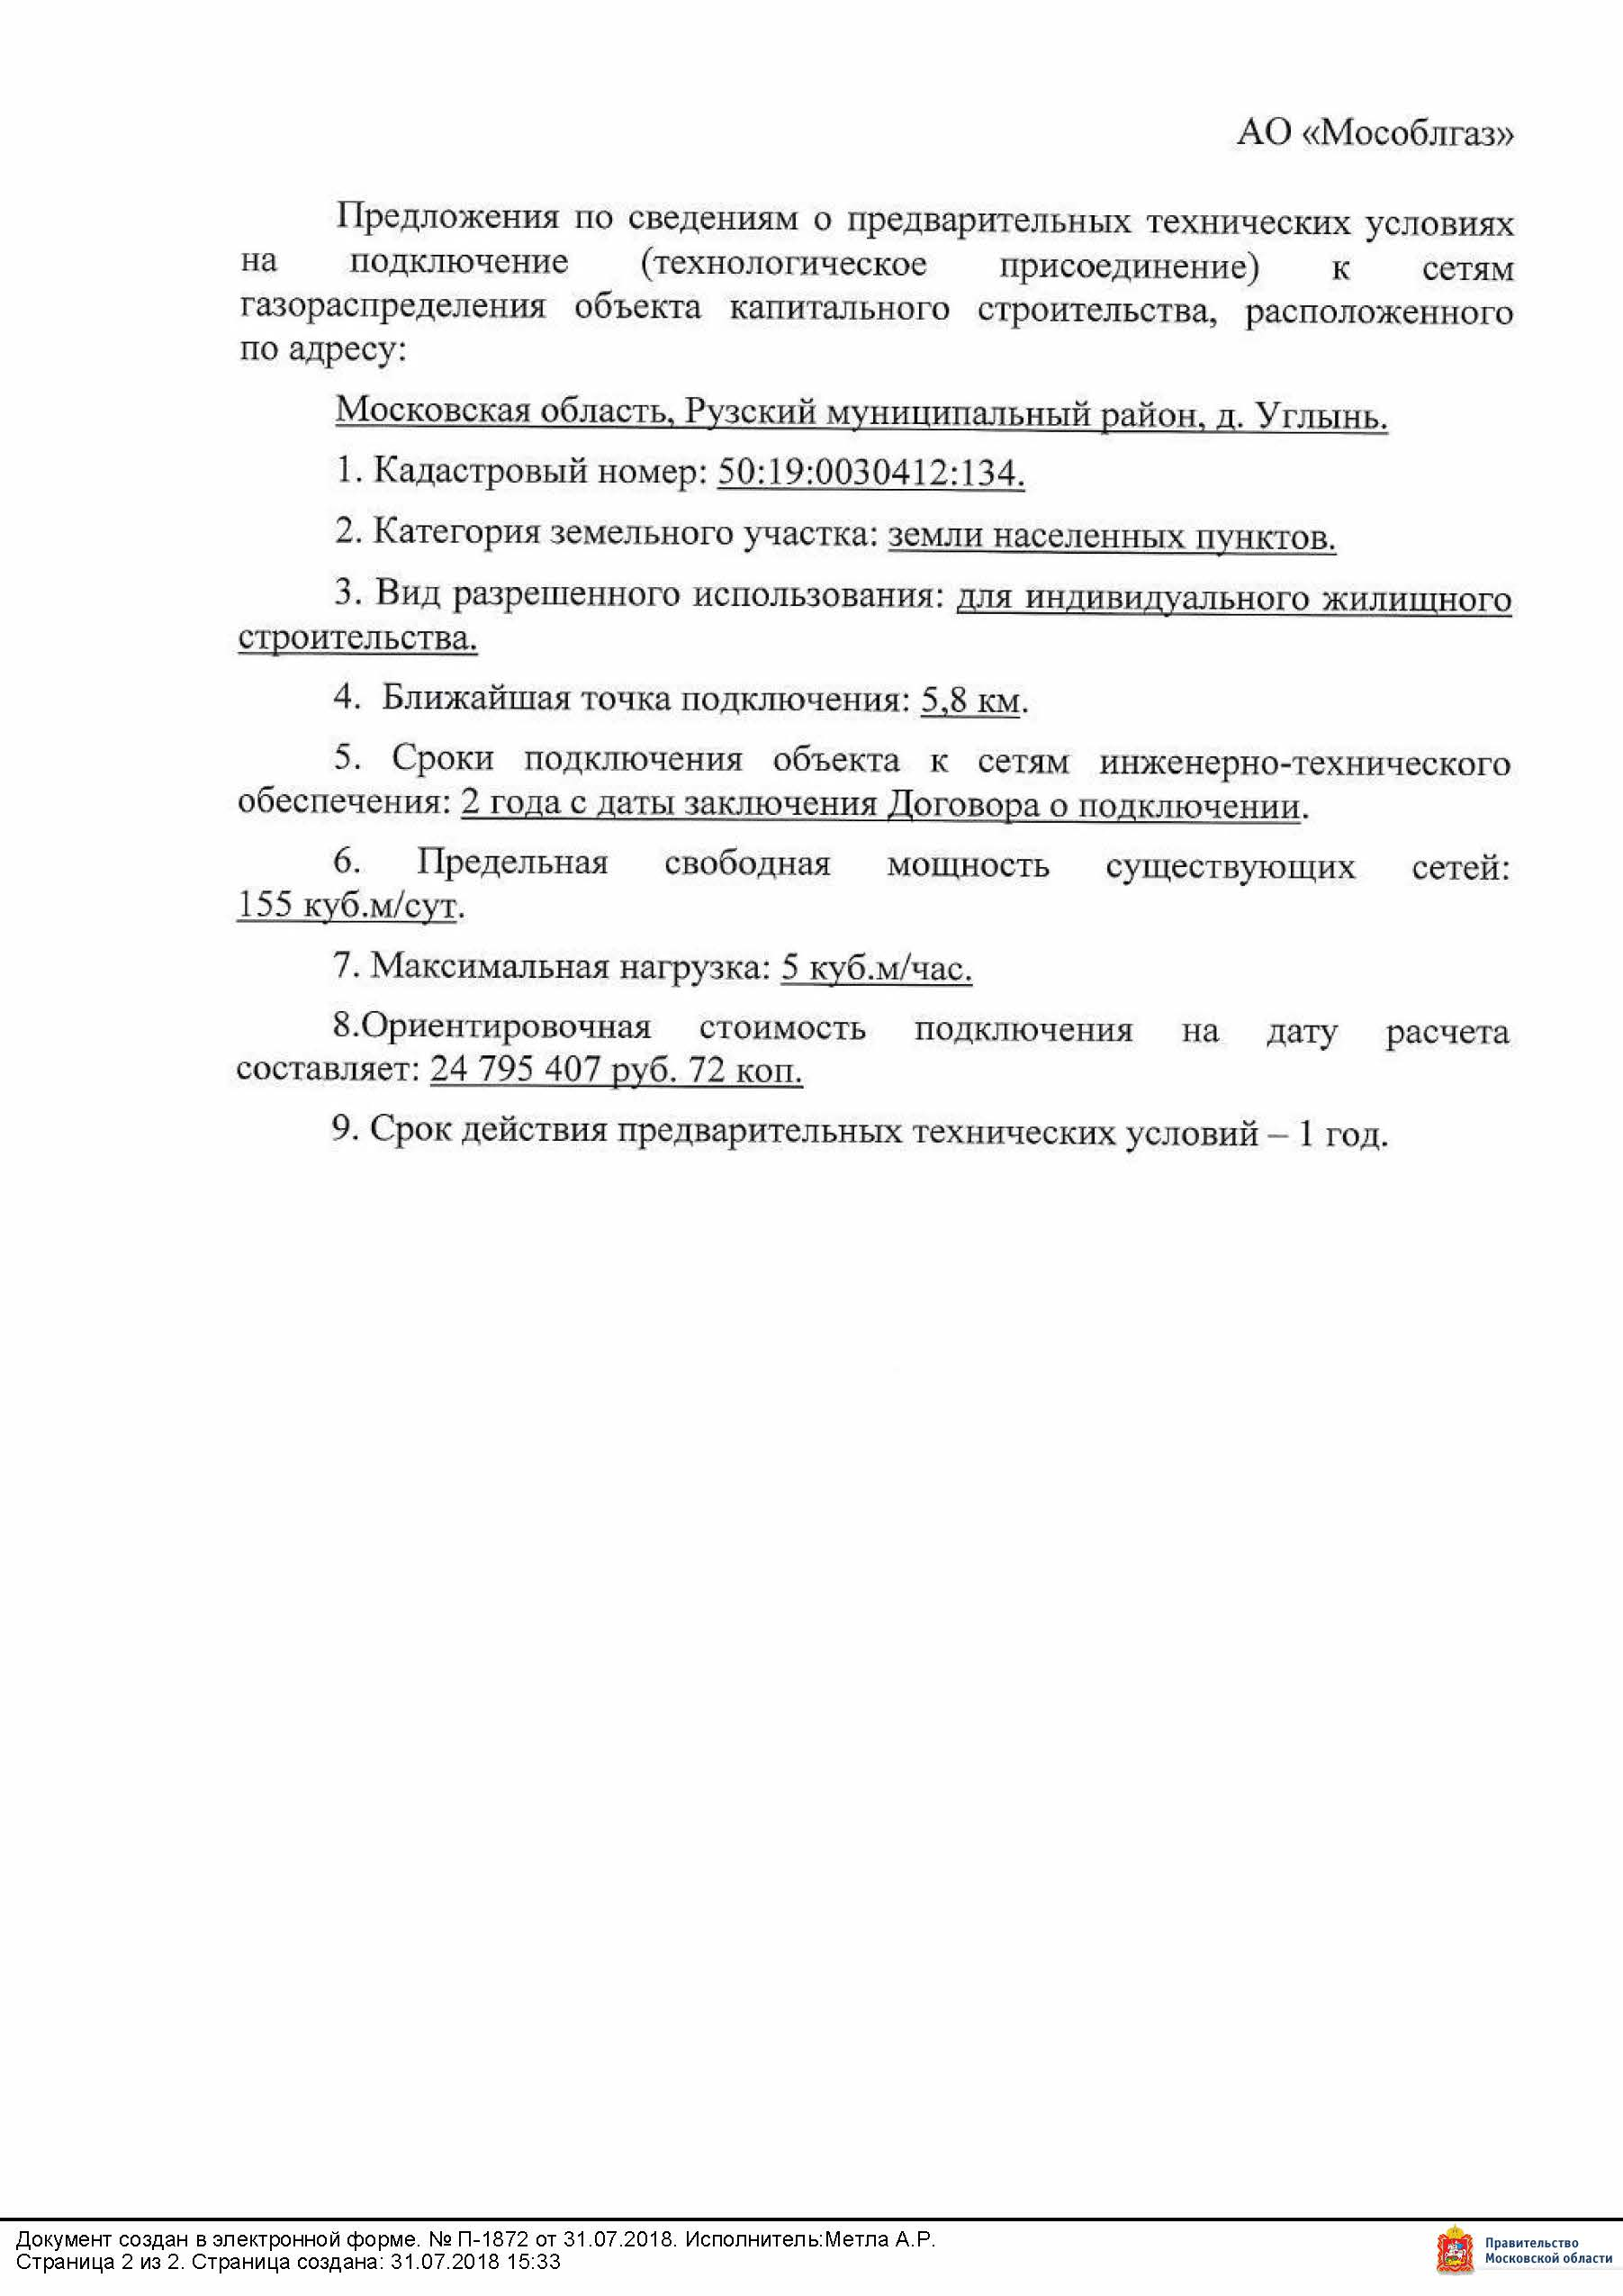 АО «Мособлгаз»
Предложения по сведениям о предварительных технических условиях
на подключение (технологическое присоединение) к сетям
газораспределения объекта капитального строительства, расположенного
по адресу:
Московская область, Рузский муниципальный район, д. Углынь.
1. Кадастровый номер: 50:19:0030412:134.
2. Категория земельного участка: земли населенных пунктов.
3. Вид разрешенного использования: для индивидуального жилищного
строительства.
4. Ближайшая точка подключения: 5,8 км.
5. Сроки подключения объекта к сетям инженерно-технического
обеспечения: 2 года с даты заключения Договора о подключении.
6. Предельная свободная мощность существующих сетей:
155 куб.м/сут.
7. Максимальная нагрузка: 5 куб.м/час.
8.Ориентировочная стоимость подключения на дату расчета
составляет: 24 795 407 руб. 72 коп.
9. Срок действия предварительных технических условий – 1 год.
Документ создан в электронной форме. № П-1872 от 31.07.2018. Исполнитель:Метла А.Р.
Страница 2 из 2. Страница создана: 31.07.2018 15:33
Правительство
Московской области